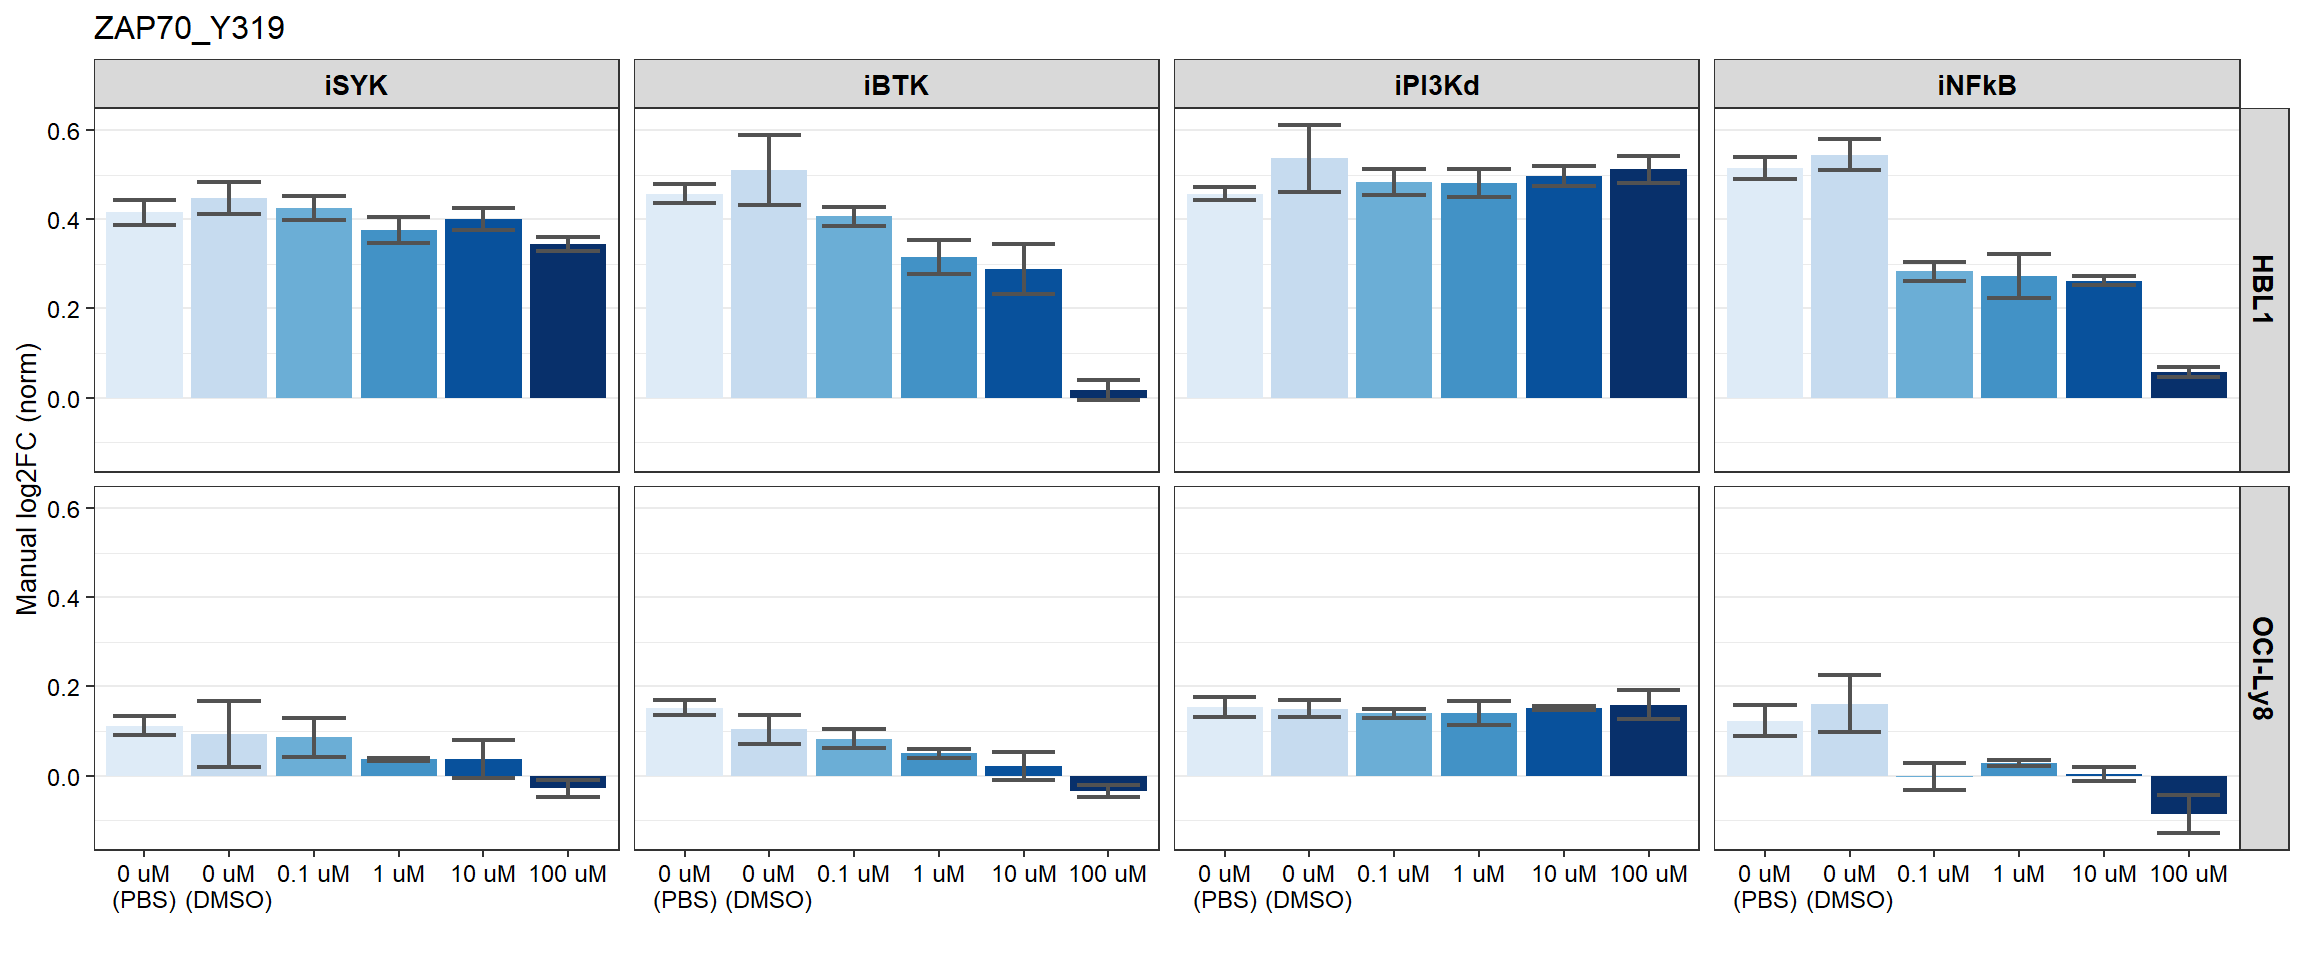 ZAP70_Y319
iSYK
iBTK
iPI3Kd
iNFkB
Manual log2FC (norm)
0.6
0.4
0.2
0.0
HBL1
0.6
0.4
0.2
0.0
OCI-Ly8
0 uM (PBS)
0 uM (DMSO)
0.1 uM
1 uM
10 uM
100 uM
0 uM (PBS)
0 uM (DMSO)
0.1 uM
1 uM
10 uM
100 uM
0 uM (PBS)
0 uM (DMSO)
0.1 uM
1 uM
10 uM
100 uM
0 uM (PBS)
0 uM (DMSO)
0.1 uM
1 uM
10 uM
100 uM